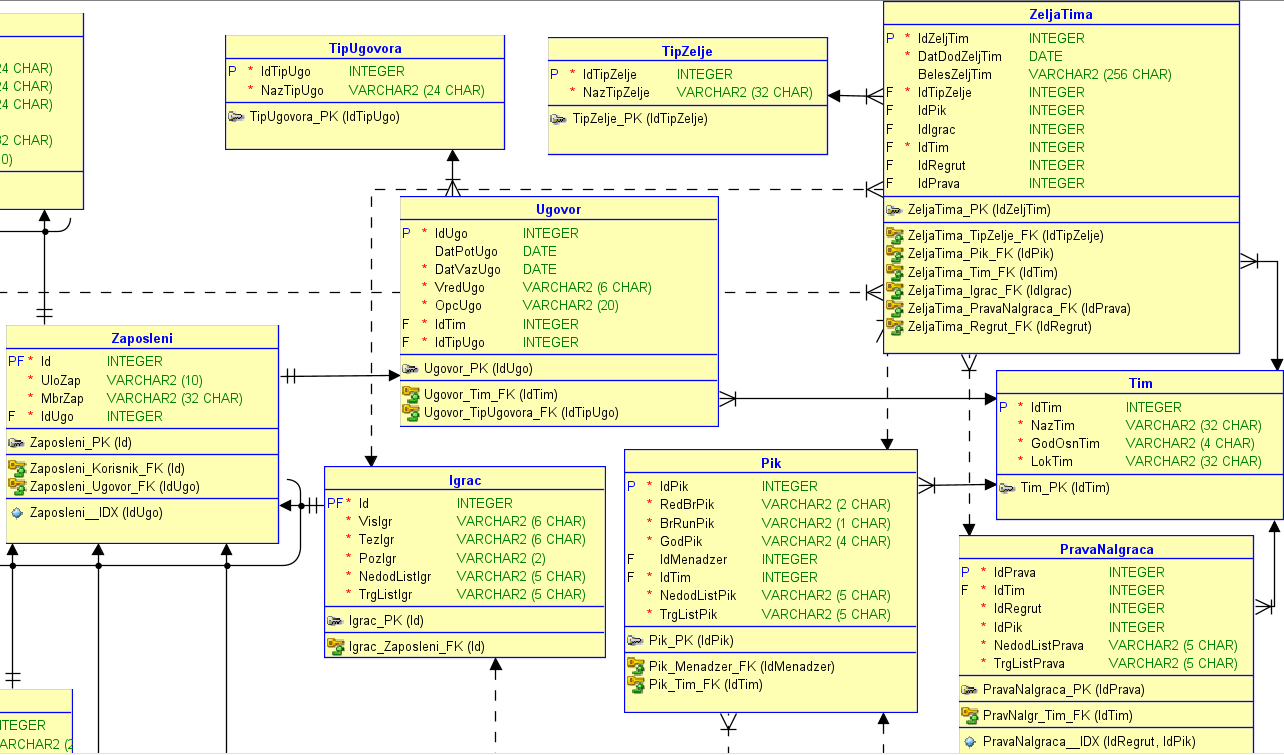 24 CHAR)
24 CHAR)
24 CHAR)
32 CHAR)
0)
TipUgovora
P * IdTipUgo INTEGER
* NazTipUgo VARCHAR2 (24 CHAR)
TipUgovora_PK (IdTipUgo)
TipZelje
P * IdTipZelje INTEGER
* NazTipZelje VARCHAR2 (32 CHAR)
TipZelje_PK (IdTipZelje)
ZeljaTima
P * IdZeljTim INTEGER
* DatDodZeljTim DATE
BelesZeljTim VARCHAR2 (256 CHAR)
F * IdTipZelje INTEGER
F IdPik INTEGER
F IdIgrac INTEGER
F * IdTim INTEGER
F IdRegrut INTEGER
F IdPrava INTEGER
ZeljaTima_PK (IdZeljTim)
ZeljaTima_TipZelje_FK (IdTipZelje)
ZeljaTima_Pik_FK (IdPik)
ZeljaTima_Tim_FK (IdTim)
ZeljaTima_Igrac_FK (IdIgrac)
ZeljaTima_PravaNaIgraca_FK (IdPrava)
ZeljaTima_Regrut_FK (IdRegrut)
Ugovor
P * IdUgo INTEGER
DatPotUgo DATE
* DatVazUgo DATE
* VredUgo VARCHAR2 (6 CHAR)
* OpcUgo VARCHAR2 (20)
F * IdTim INTEGER
F * IdTipUgo INTEGER
Ugovor_PK (IdUgo)
Ugovor_Tim_FK (IdTim)
Ugovor_TipUgovora_FK (IdTipUgo)
Zaposleni
PF * Id INTEGER
* UloZap VARCHAR2 (10)
* MbrZap VARCHAR2 (32 CHAR)
F * IdUgo INTEGER
Zaposleni_PK (Id)
Zaposleni_Korisnik_FK (Id)
Zaposleni_Ugovor_FK (IdUgo)
Zaposleni__IDX (IdUgo)
Tim
P * IdTim INTEGER
* NazTim VARCHAR2 (32 CHAR)
* GodOsnTim VARCHAR2 (4 CHAR)
* LokTim VARCHAR2 (32 CHAR)
Tim_PK (IdTim)
Igrac
PF * Id INTEGER
* VisIgr VARCHAR2 (6 CHAR)
* TezIgr VARCHAR2 (6 CHAR)
* PozIgr VARCHAR2 (2)
* NedodListIgr VARCHAR2 (5 CHAR)
* TrgListIgr VARCHAR2 (5 CHAR)
Igrac_PK (Id)
Igrac_Zaposleni_FK (Id)
Pik
P * IdPik INTEGER
* RedBrPik VARCHAR2 (2 CHAR)
* BrRunPik VARCHAR2 (1 CHAR)
* GodPik VARCHAR2 (4 CHAR)
F IdMenadzer INTEGER
F * IdTim INTEGER
* NedodListPik VARCHAR2 (5 CHAR)
* TrgListPik VARCHAR2 (5 CHAR)
Pik_PK (IdPik)
Pik_Menadzer_FK (IdMenadzer)
Pik_Tim_FK (IdTim)
PravaNaIgraca
P * IdPrava INTEGER
F * IdTim INTEGER
* IdRegrut INTEGER
* IdPik INTEGER
* NedodListPrava VARCHAR2 (5 CHAR)
* TrgListPrava VARCHAR2 (5 CHAR)
PravaNaIgraca_PK (IdPrava)
PravNaIgr_Tim_FK (IdTim)
PravaNaIgraca__IDX (IdRegrut, IdPik)
ITEGER
ARCHAR2 (2